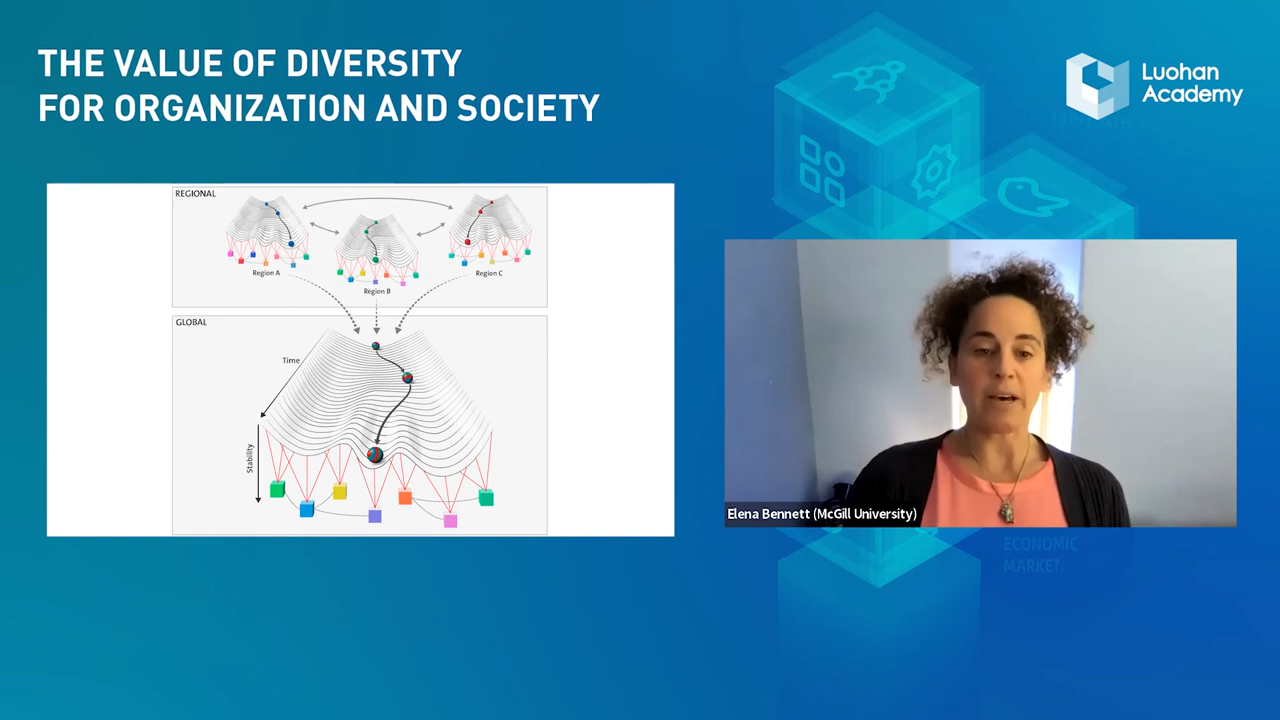 THE VALUE OF DIVERSITY
FOR ORGANIZATION AND SOCIETY
Luohan
Academy
REGIONAL
Region A
Region B
Region C
GLOBAL
Time
Stability
Elena Bennett (McGill University)
ECONOMIC
MARKET